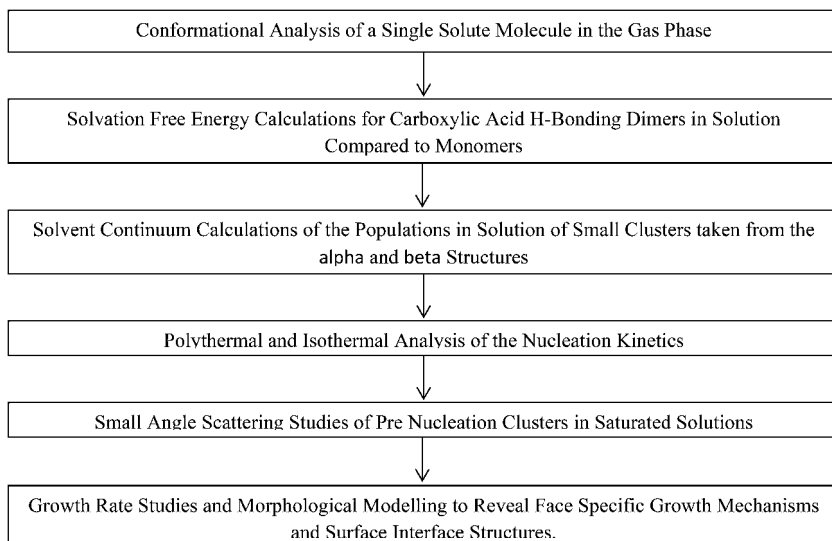 Conformational Analysis of a Single Solute Molecule in the Gas Phase
Solvation Free Energy Calculations for Carboxylic Acid H-Bonding Dimers in Solution
Compared to Monomers
Solvent Continuum Calculations of the Populations in Solution of Small Clusters taken from the
alpha and beta Structures
Polythermal and Isothermal Analysis of the Nucleation Kinetics
Small Angle Scattering Studies of Pre Nucleation Clusters in Saturated Solutions
Growth Rate Studies and Morphological Modelling to Reveal Face Specific Growth Mechanisms
and Surface Interface Structures.